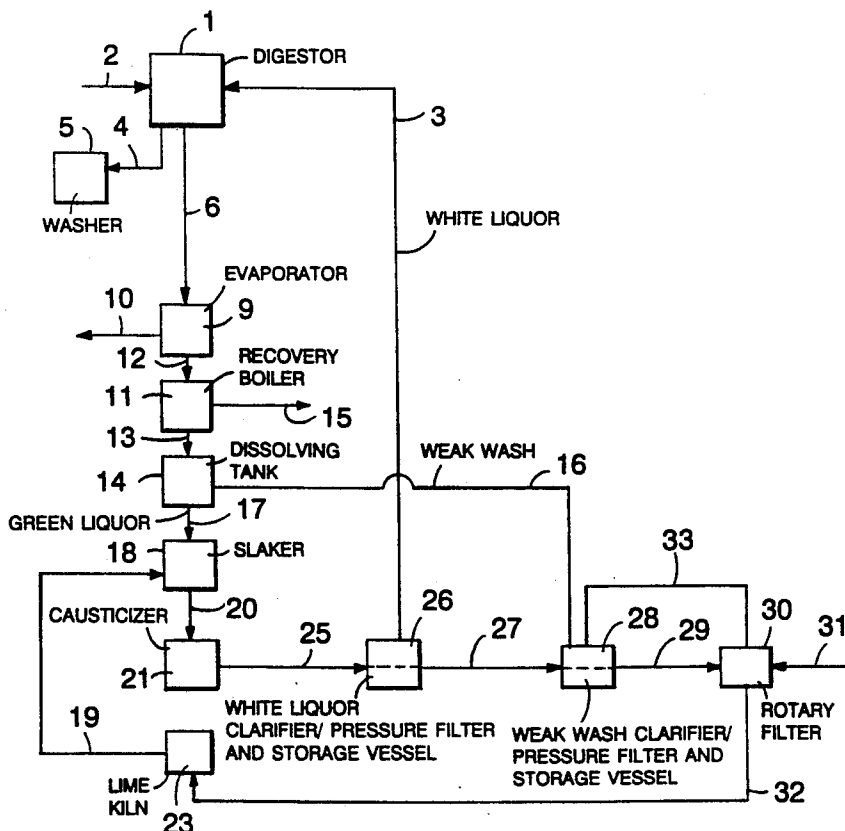 1
2
DIGESTOR
3
5
4
WASHER
6
WHITE LIQUOR
EVAPORATOR
10
9
12
RECOVERY
BOILER
11
15
13
DISSOLVING
TANK
WEAK WASH
16
14
GREEN LIQUOR
17
18
SLAKER
33
20
CAUSTICIZER
26
25
27
28
29
30
31
21
WHITE LIQUOR
CLARIFIER/ PRESSURE FILTER
AND STORAGE VESSEL
WEAK WASH CLARIFIER/
PRESSURE FILTER AND
STORAGE VESSEL
ROTARY
FILTER
19
LIME
KILN
23
32